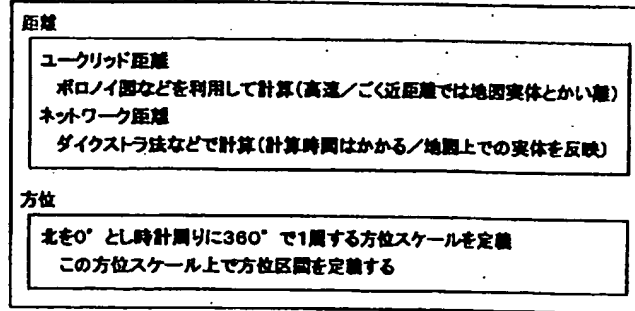 距離
ユークリッド距離
ボロノイ図などを利用して計算(高速/ごく近距離では地図実体とかい離)
ネットワーク距離
ダイクストラ法などで計算(計算時間はかかる/地図上での実体を反映)
方位
北を0° とし時計周りに360° で1周する方位スケールを定義
この方位スケール上で方位区間を定義する